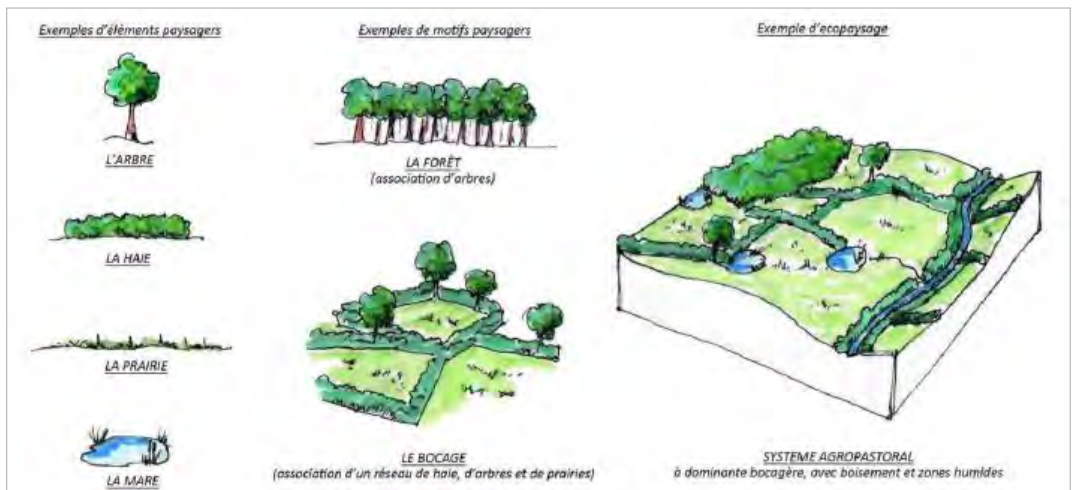 Exemples d'éléments paysagers
L'ARBRE
LA HAIE
LA PRAIRIE
LA MARE
Exemples de motifs paysagers
LA FORÊT
(association d'arbres)
LE BOCAGE
(association d'un réseau de haie, d'arbres et de prairies)
Exemple d'ecopaysage
SYSTEME AGROPASTORAL
à dominante bocagère, avec boisement et zones humides